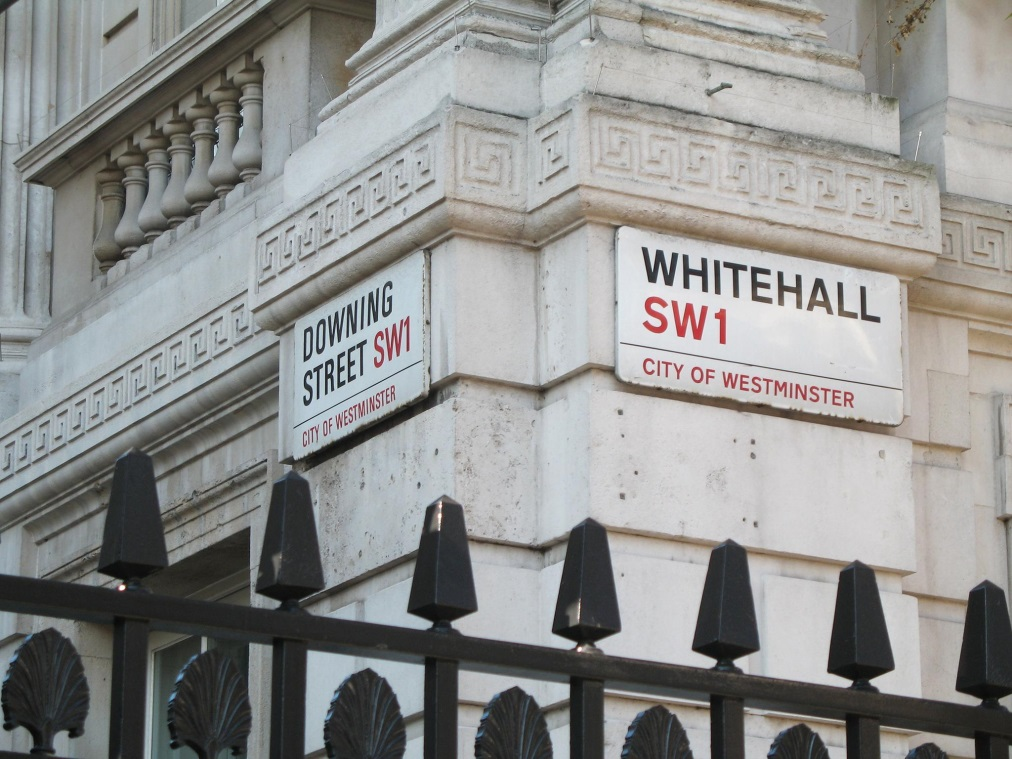 DOWNING
STREET SW1
CITY OF WESTMINSTER
WHITEHALL
SW1
CITY OF WESTMINSTER